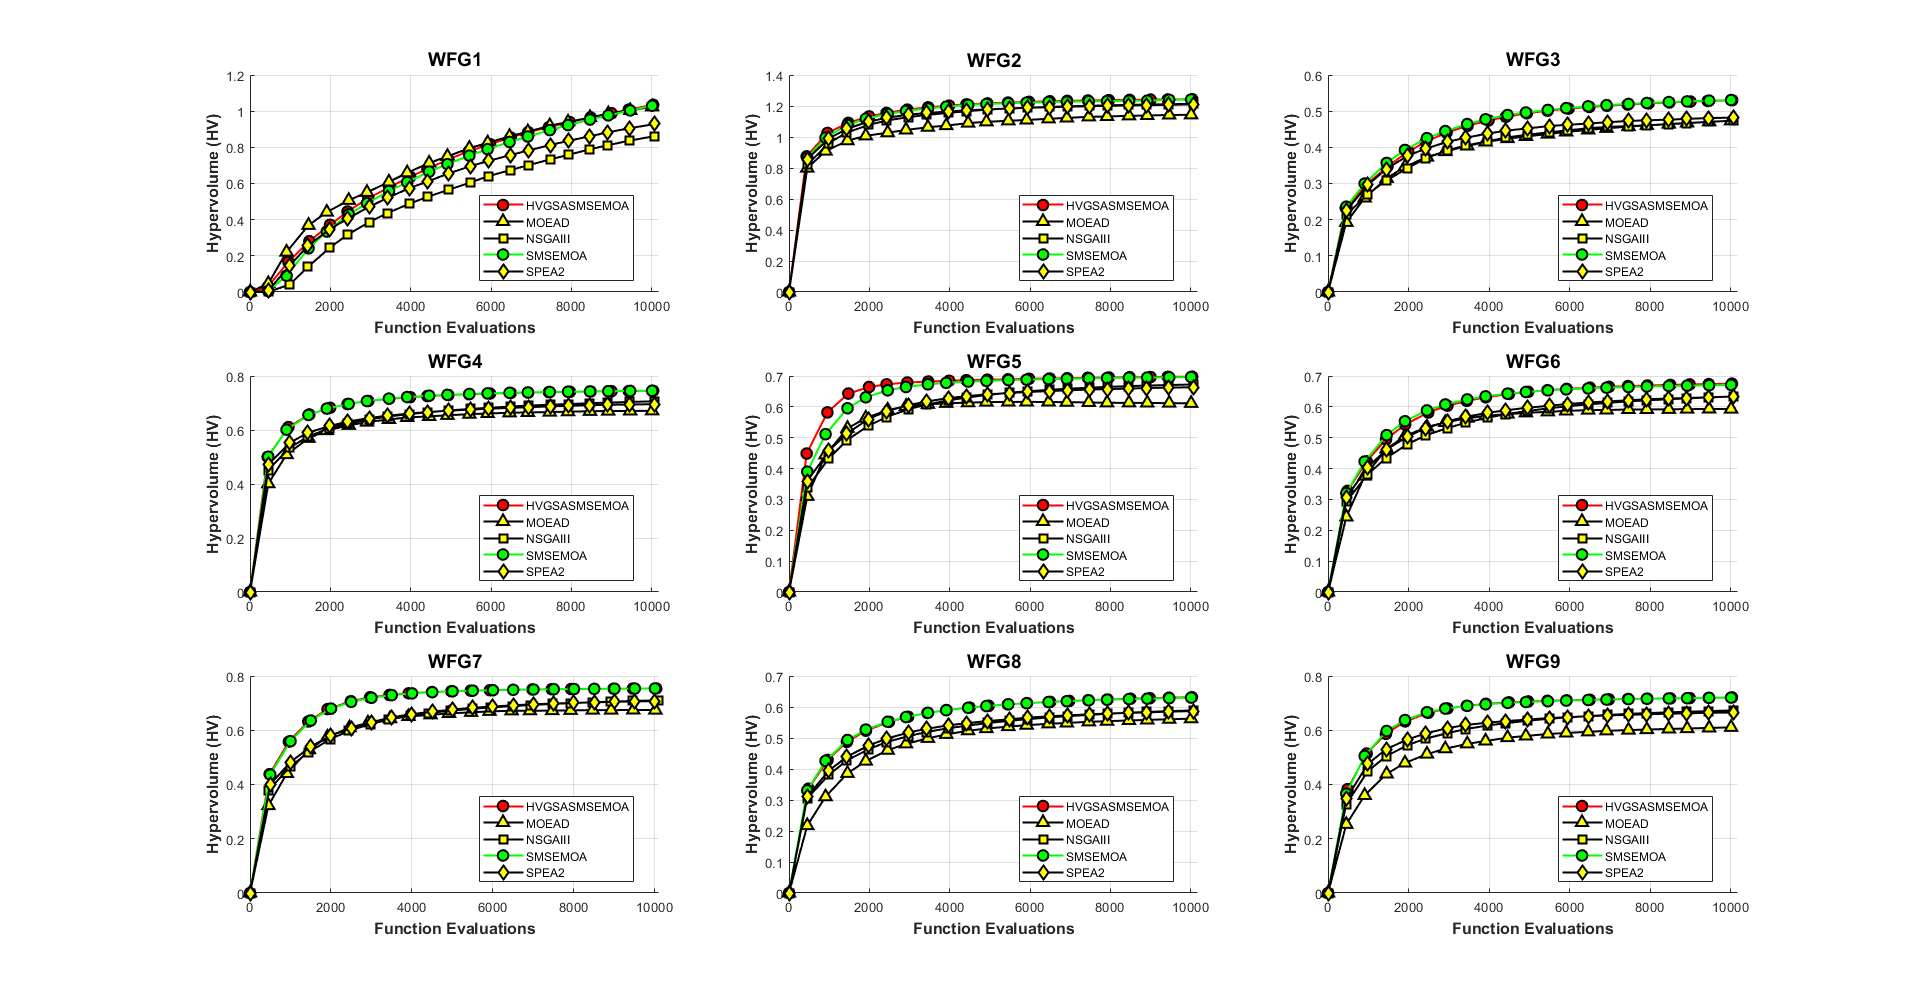 WFG1
Hypervolume (HV)
1.2
1
0.8
0.6
0.4
0.2
0
0 2000 4000 6000 8000 10000
Function Evaluations
HVGSASMSEMOA
MOEAD
NSGAIII
SMSEMOA
SPEA2
WFG2
Hypervolume (HV)
1.4
1.2
1
0.8
0.6
0.4
0.2
0
0 2000 4000 6000 8000 10000
Function Evaluations
HVGSASMSEMOA
MOEAD
NSGAIII
SMSEMOA
SPEA2
WFG3
Hypervolume (HV)
0.6
0.5
0.4
0.3
0.2
0.1
0
0 2000 4000 6000 8000 10000
Function Evaluations
HVGSASMSEMOA
MOEAD
NSGAIII
SMSEMOA
SPEA2
WFG4
Hypervolume (HV)
0.8
0.6
0.4
0.2
0
0 2000 4000 6000 8000 10000
Function Evaluations
HVGSASMSEMOA
MOEAD
NSGAIII
SMSEMOA
SPEA2
WFG5
Hypervolume (HV)
0.7
0.6
0.5
0.4
0.3
0.2
0.1
0
0 2000 4000 6000 8000 10000
Function Evaluations
HVGSASMSEMOA
MOEAD
NSGAIII
SMSEMOA
SPEA2
WFG6
Hypervolume (HV)
0.7
0.6
0.5
0.4
0.3
0.2
0.1
0
0 2000 4000 6000 8000 10000
Function Evaluations
HVGSASMSEMOA
MOEAD
NSGAIII
SMSEMOA
SPEA2
WFG7
Hypervolume (HV)
0.8
0.6
0.4
0.2
0
0 2000 4000 6000 8000 10000
Function Evaluations
HVGSASMSEMOA
MOEAD
NSGAIII
SMSEMOA
SPEA2
WFG8
Hypervolume (HV)
0.7
0.6
0.5
0.4
0.3
0.2
0.1
0
0 2000 4000 6000 8000 10000
Function Evaluations
HVGSASMSEMOA
MOEAD
NSGAIII
SMSEMOA
SPEA2
WFG9
Hypervolume (HV)
0.8
0.6
0.4
0.2
0
0 2000 4000 6000 8000 10000
Function Evaluations
HVGSASMSEMOA
MOEAD
NSGAIII
SMSEMOA
SPEA2